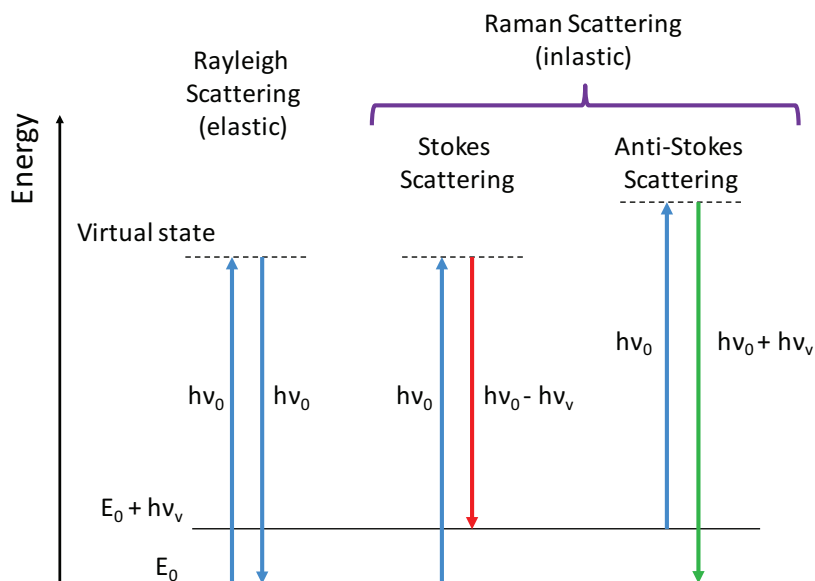 Raman Scattering
(inlastic)
Rayleigh
Scattering
(elastic)
Stokes
Scattering
Anti-Stokes
Scattering
Energy
Virtual state
hν₀
hν₀
hν₀
hν₀ - hνᵥ
hν₀
hν₀ + hνᵥ
E₀ + hνᵥ
E₀